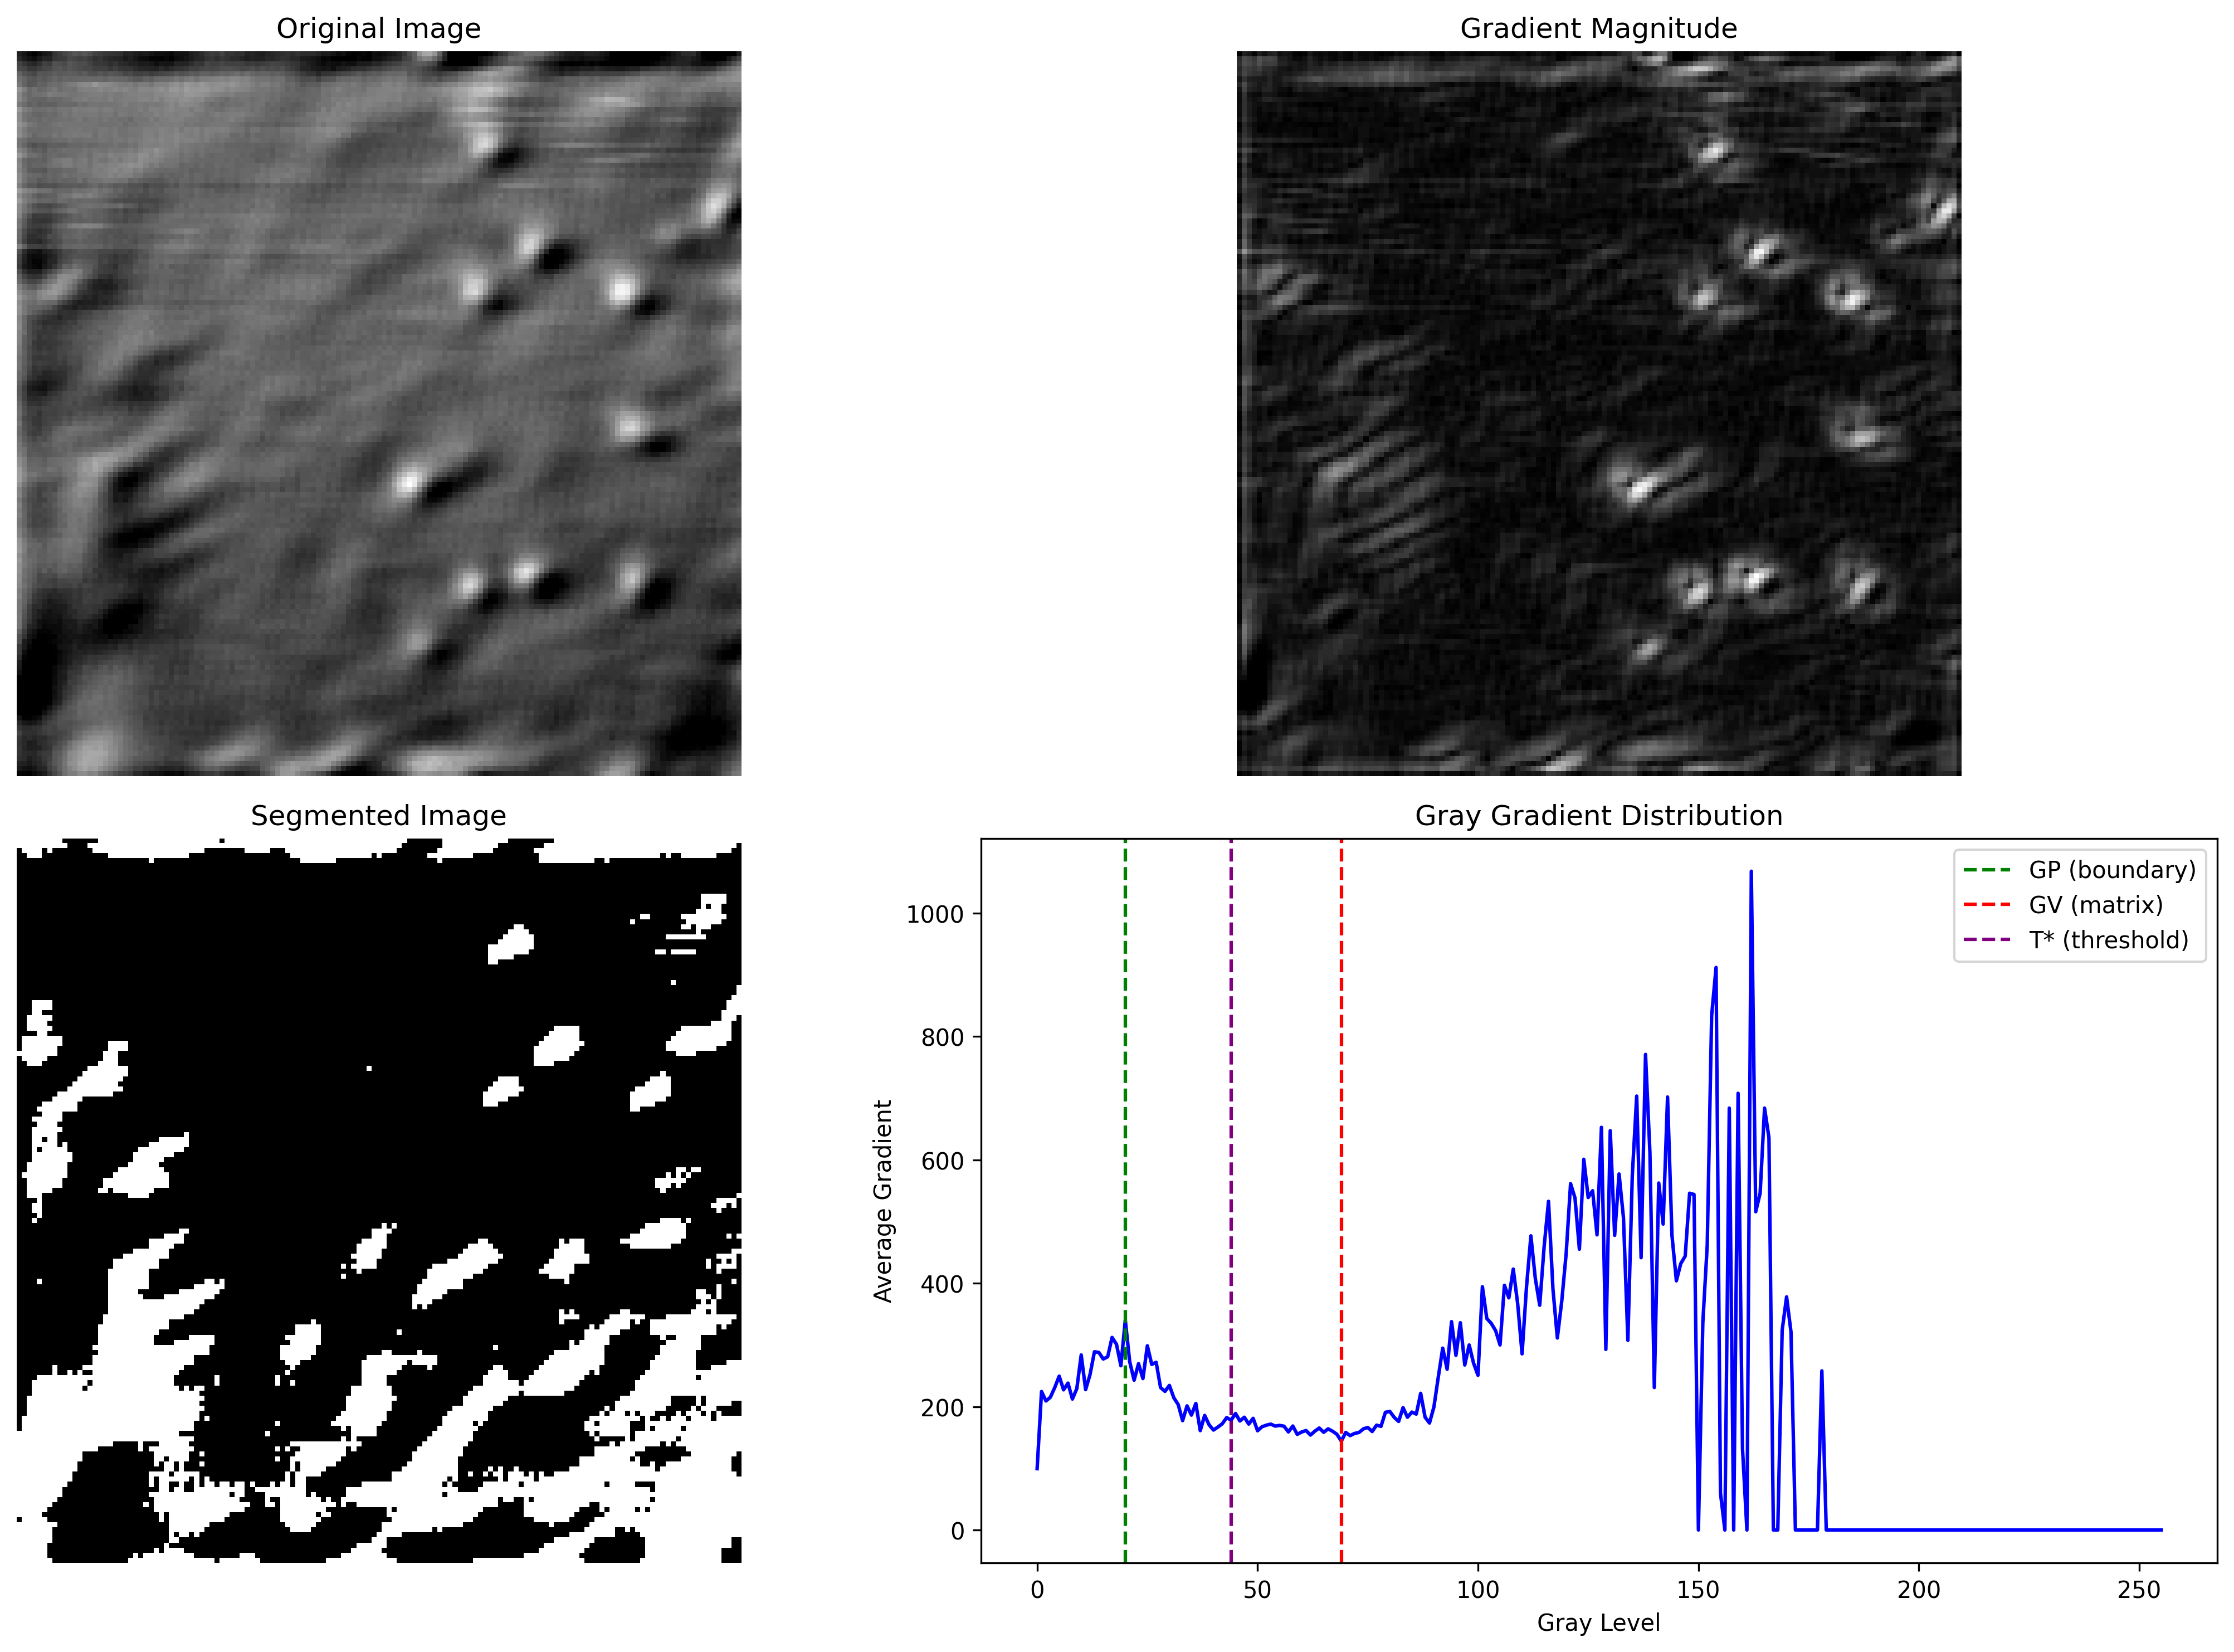 Original Image
Gradient Magnitude
Segmented Image
Gray Gradient Distribution
GP (boundary)
GV (matrix)
T* (threshold)
Average Gradient
1000
800
600
400
200
0
0 50 100 150 200 250
Gray Level